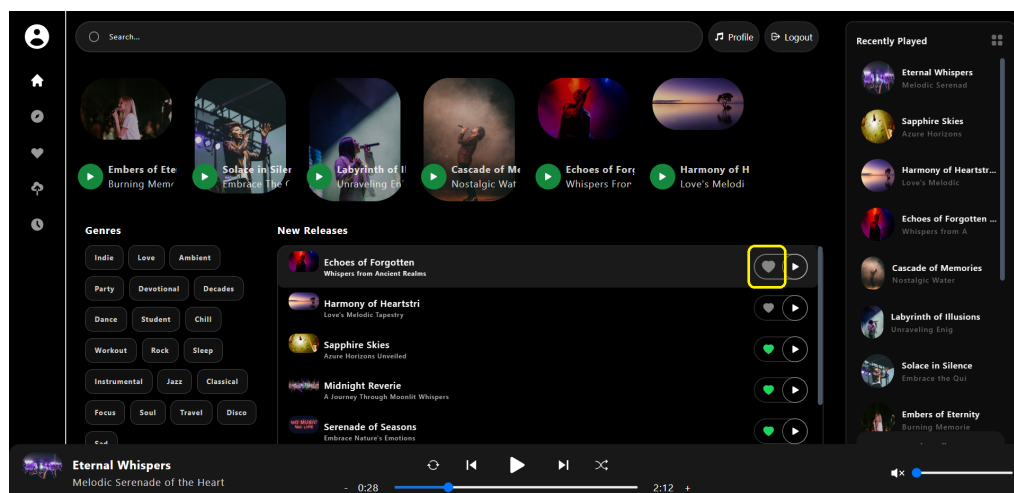 Search...
Profile
Logout
Embers of Ete
Burning Mem
Solace in Siler
Embrace The
Labyrinth of I
Unraveling En
Cascade of Me
Nostalgic Wat
Echoes of Forg
Whispers From
Harmony of H
Love's Melodi
Genres
Indie
Love
Ambient
Party
Devotional
Decades
Dance
Student
Chill
Workout
Rock
Sleep
Instrumental
Jazz
Classical
Focus
Soul
Travel
Disco
Sad
New Releases
Echoes of Forgotten
Whispers from Ancient Realms
Harmony of Heartstri
Love's Melodic Tapestry
Sapphire Skies
Azure Horizons Unveiled
Midnight Reverie
A Journey Through Moonlit Whispers
NO MUSIC
NO LIFE
Serenade of Seasons
Embrace Nature's Emotions
Recently Played
Eternal Whispers
Melodic Serenad
Sapphire Skies
Azure Horizons
Harmony of Heartstr...
Love's Melodic
Echoes of Forgotten ...
Whispers from A
Cascade of Memories
Nostalgic Water
Labyrinth of Illusions
Unraveling Enig
Solace in Silence
Embrace the Qui
Embers of Eternity
Burning Memorie
Eternal Whispers
Melodic Serenade of the Heart
- 0:28
2:12 +